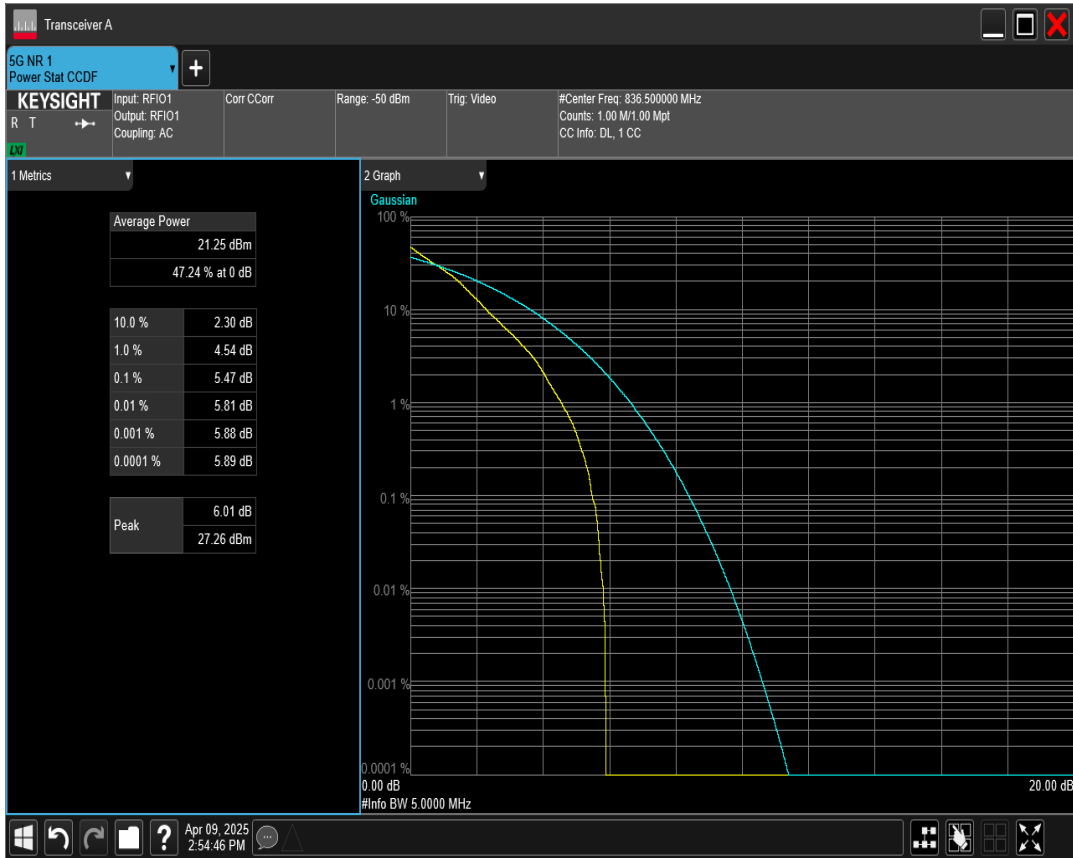 Transceiver A
5G NR 1
Power Stat CCDF
+
KEYSIGHT
R T
LXI
Input: RFIO1
Output: RFIO1
Coupling: AC
Corr CCorr
Range: -50 dBm
Trig: Video
#Center Freq: 836.500000 MHz
Counts: 1.00 M/1.00 Mpt
CC Info: DL, 1 CC
1 Metrics
Average Power
21.25 dBm
47.24 % at 0 dB
10.0 % 2.30 dB
1.0 % 4.54 dB
0.1 % 5.47 dB
0.01 % 5.81 dB
0.001 % 5.88 dB
0.0001 % 5.89 dB
Peak
6.01 dB
27.26 dBm
2 Graph
Gaussian
100 %
10 %
1 %
0.1 %
0.01 %
0.001 %
0.0001 %
0.00 dB 20.00 dB
#Info BW 5.0000 MHz
?
Apr 09, 2025
2:54:46 PM